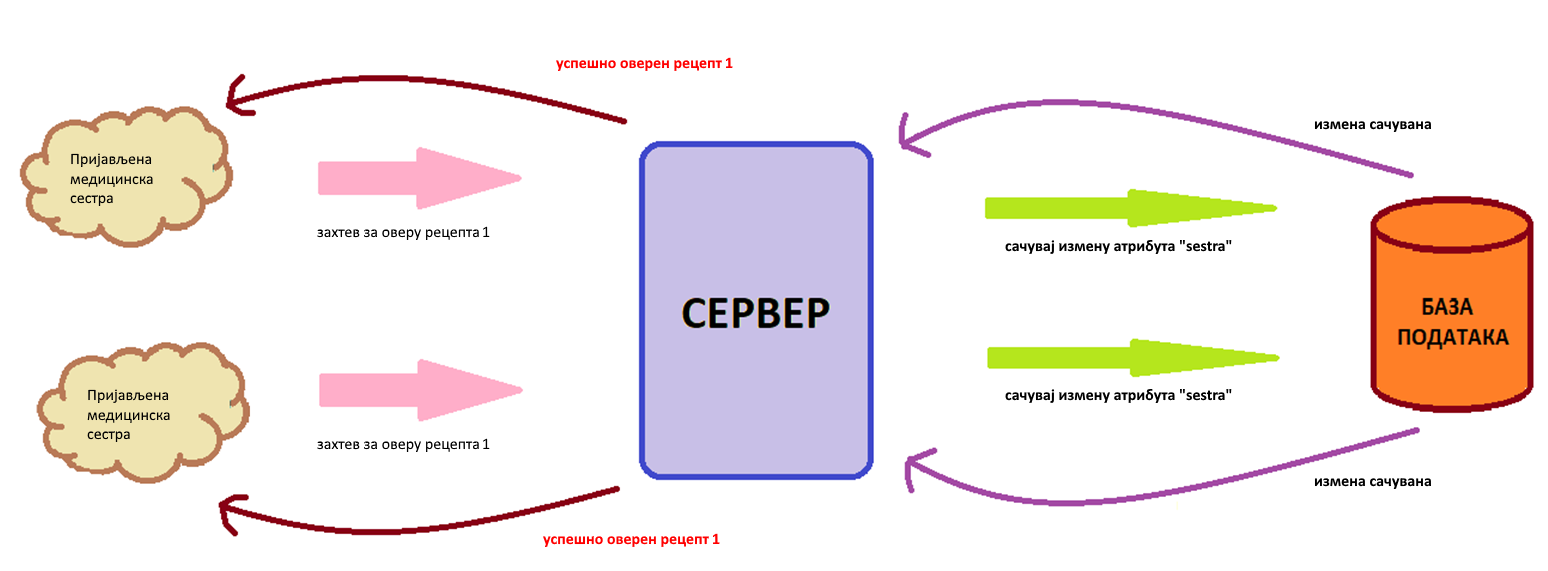 успешно оверен рецепт 1
измена сачувана
Пријављена
медицинска
сестра
захтев за оверу рецепта 1
сачувај измену атрибута "sestra"
СЕРВЕР
БАЗА
ПОДАТАКА
Пријављена
медицинска
сестра
захтев за оверу рецепта 1
сачувај измену атрибута "sestra"
измена сачувана
успешно оверен рецепт 1